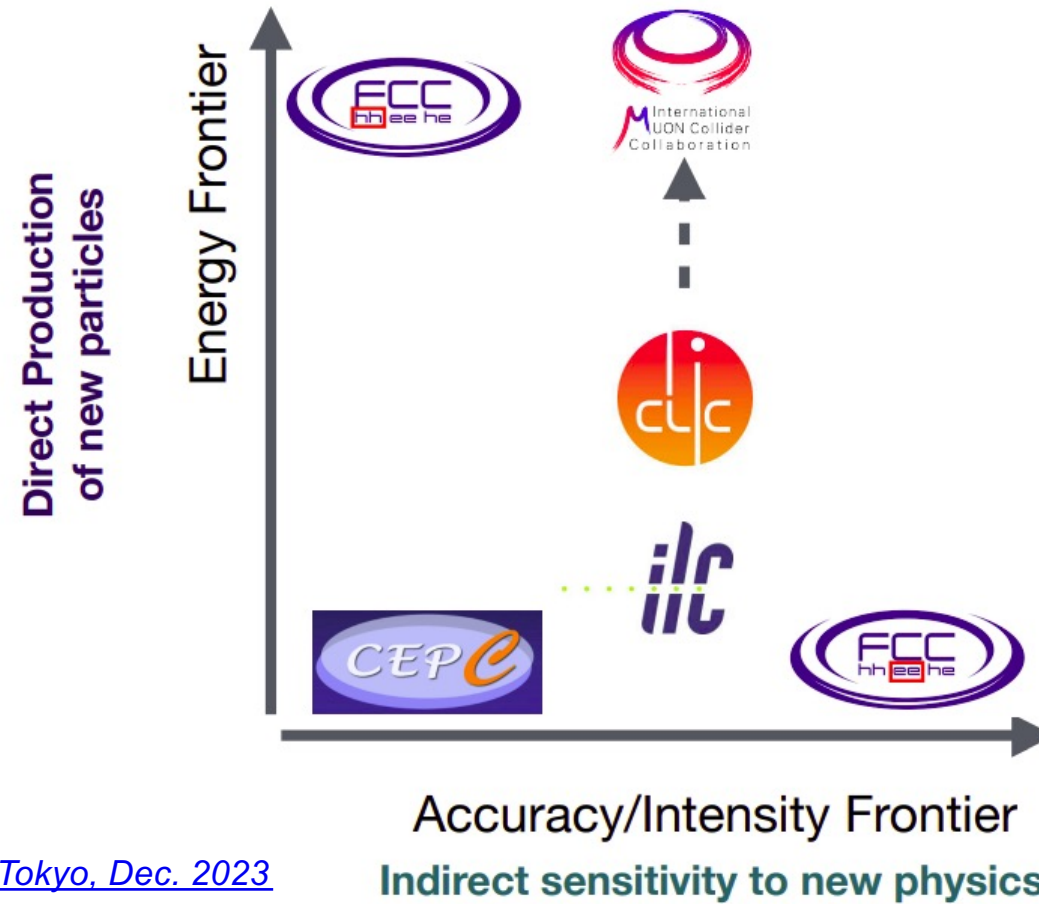 Direct Production
of new particles
Energy Frontier
FCC
hh ee he
International
MUON Collider
Collaboration
clic
ilc
CEPC
FCC
hh ee he
Accuracy/Intensity Frontier
Tokyo, Dec. 2023
Indirect sensitivity to new physics